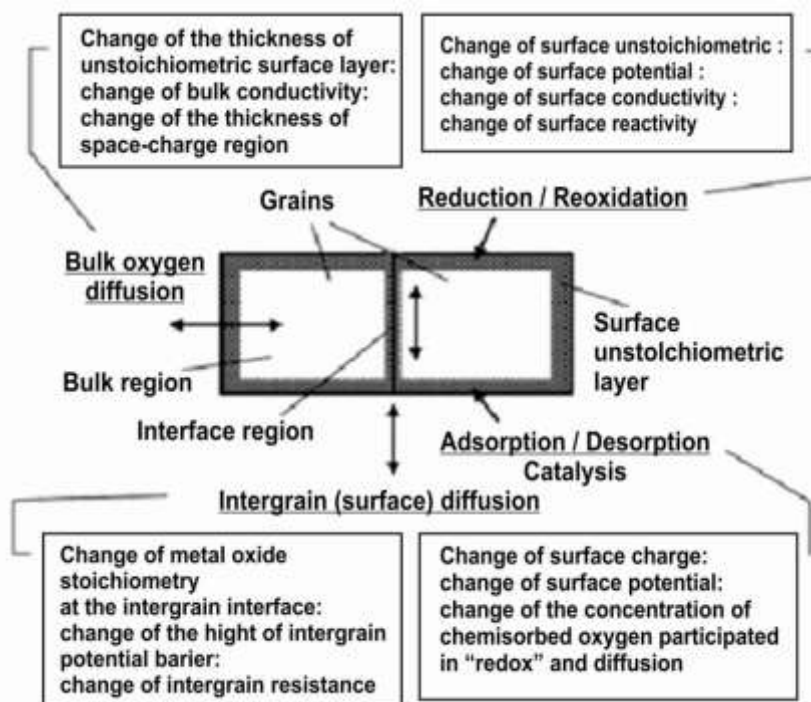 Change of the thickness of
unstoichiometric surface layer:
change of bulk conductivity:
change of the thickness of
space-charge region
Change of surface unstoichiometric :
change of surface potential :
change of surface conductivity :
change of surface reactivity
Grains
Reduction / Reoxidation
Bulk oxygen
diffusion
Surface
unstolchiometric
layer
Bulk region
Interface region
Adsorption / Desorption
Catalysis
Intergrain (surface) diffusion
Change of metal oxide
stoichiometry
at the intergrain interface:
change of the hight of intergrain
potential barier:
change of intergrain resistance
Change of surface charge:
change of surface potential:
change of the concentration of
chemisorbed oxygen participated
in “redox” and diffusion